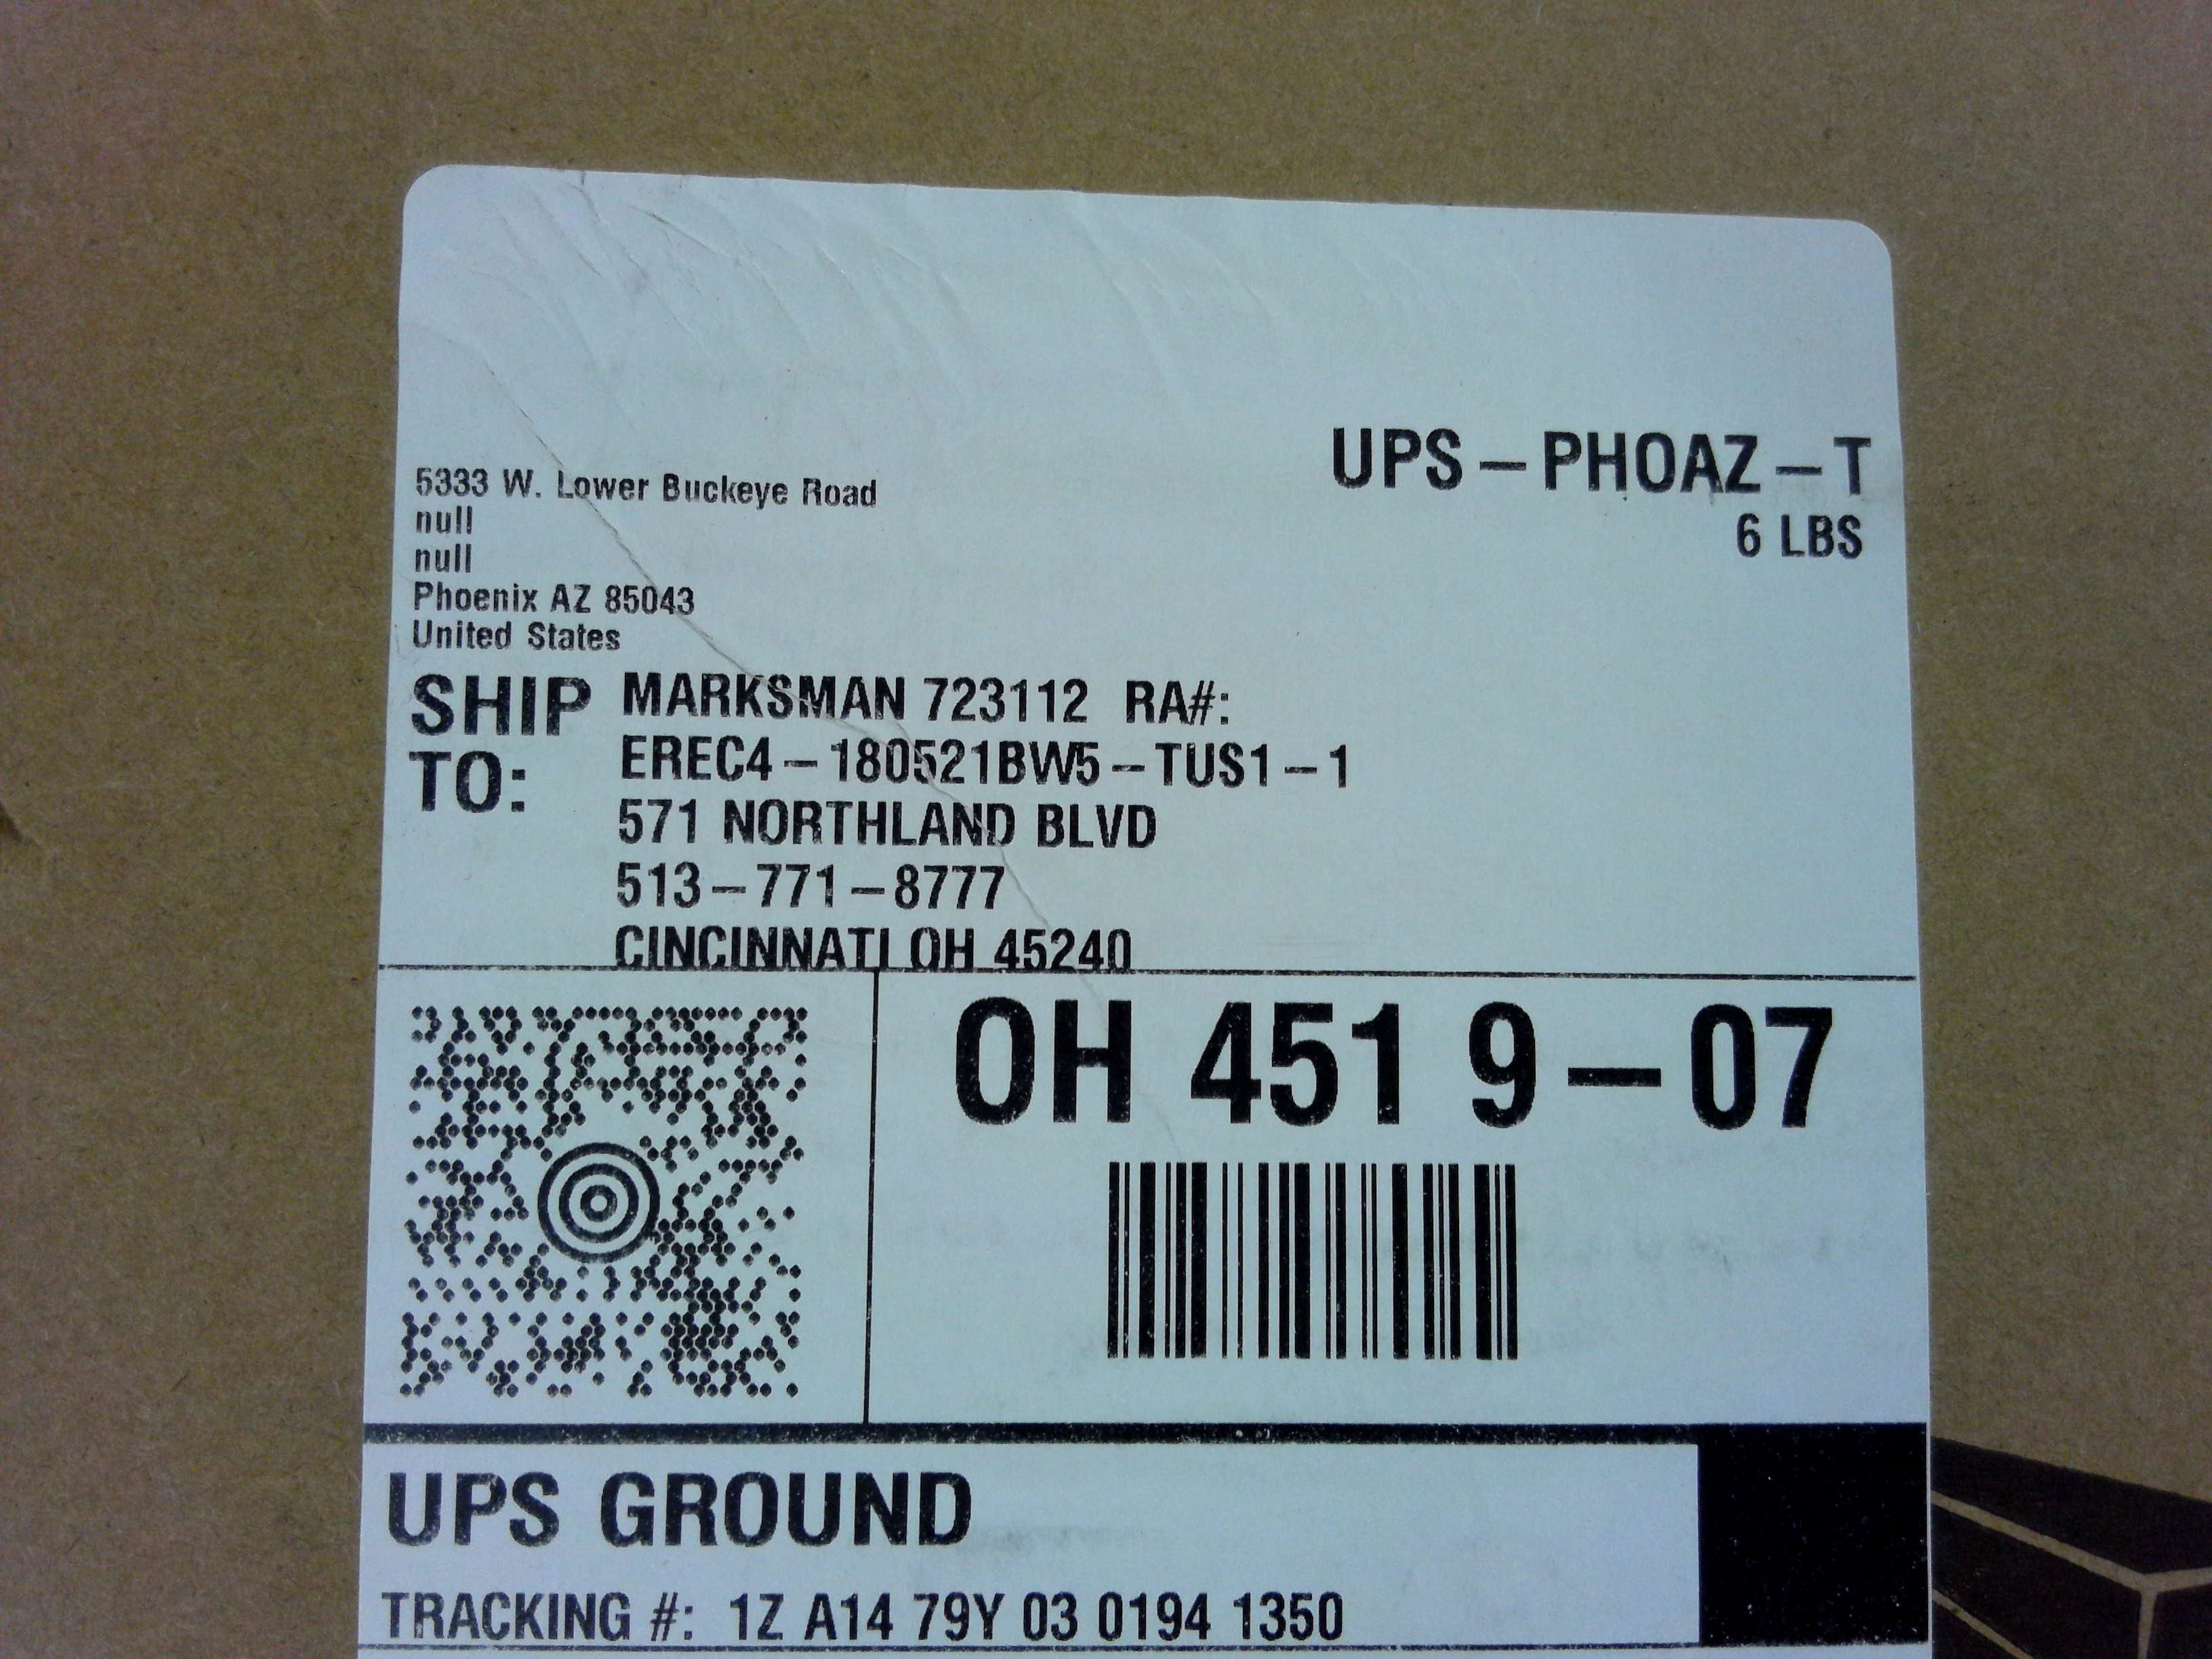 UPS – PHOAZ – T
6 LBS
5333 W. Lower Buckeye Road
null
null
Phoenix AZ 85043
United States
SHIP TO:
MARKSMAN 723112 RA#:
EREC4 – 180521BW5 – TUS1 – 1
571 NORTHLAND BLVD
513 – 771 – 8777
CINCINNATI OH 45240
OH 451 9 – 07
UPS GROUND
TRACKING #: 1Z A14 79Y 03 0194 1350